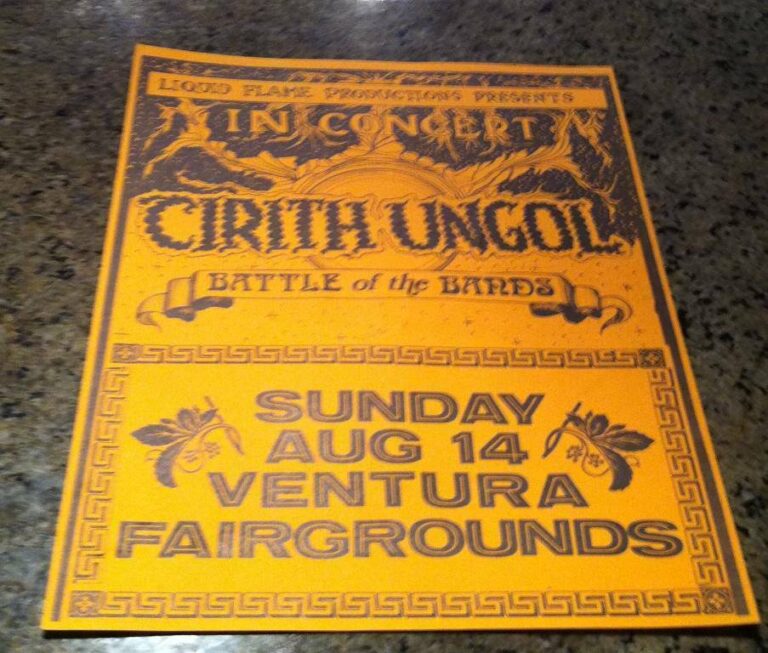 LIQUID FLAME PRODUCTIONS PRESENTS
IN CONCERT
CIRITH UNGOL
BATTLE of the BANDS
SUNDAY
AUG 14
VENTURA
FAIRGROUNDS